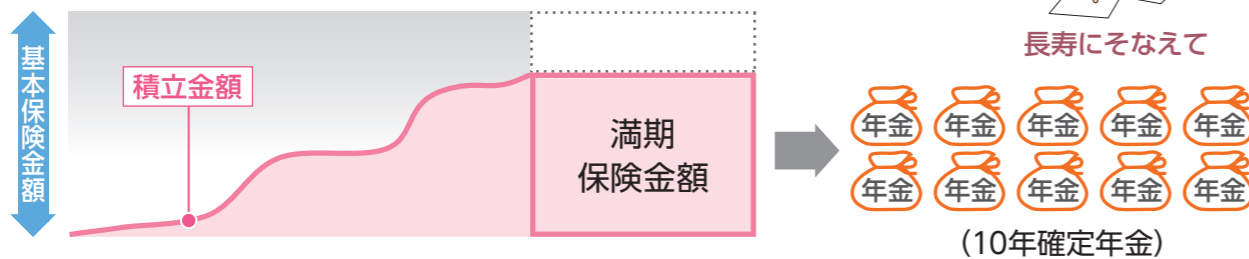 長寿にそなえて
基本保険金額
積立金額
満期
保険金額
年金 年金 年金 年金 年金
年金 年金 年金 年金 年金
(10年確定年金)